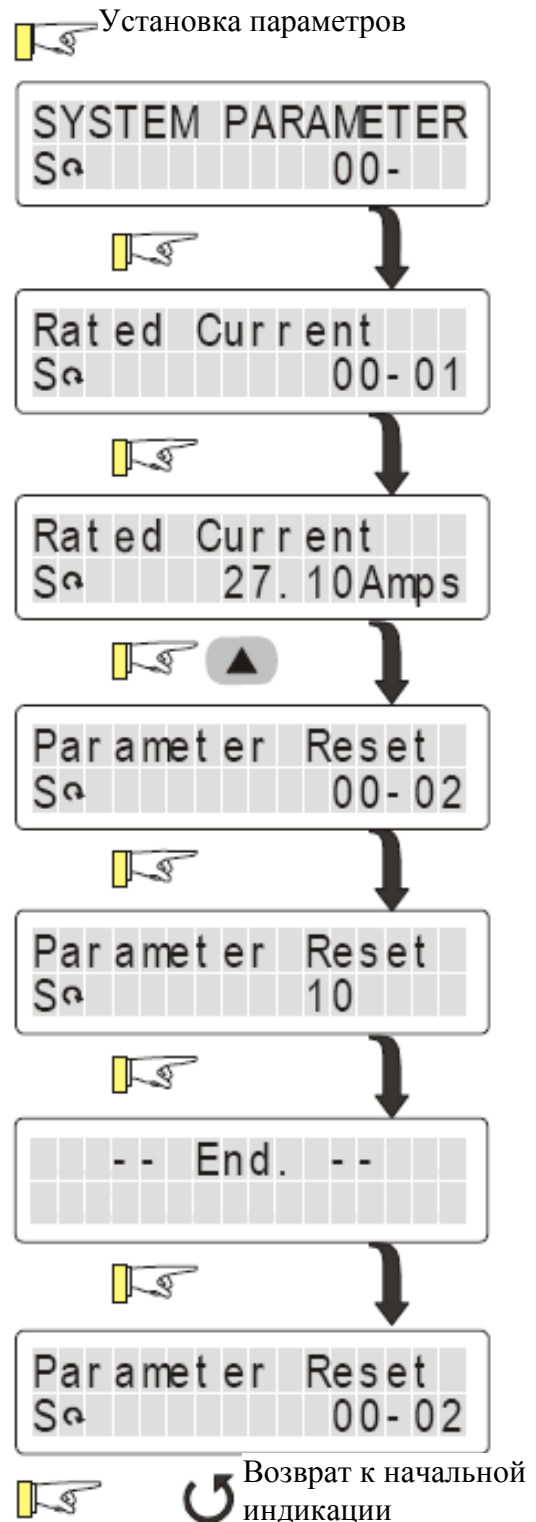 Установка параметров
SYSTEM PARAMETER
S 00-
Rated Current
S 00-01
Rated Current
S 27.10Amps
Parameter Reset
S 00-02
Parameter Reset
S 10
-- End. --
Parameter Reset
S 00-02
Возврат к начальной
индикации